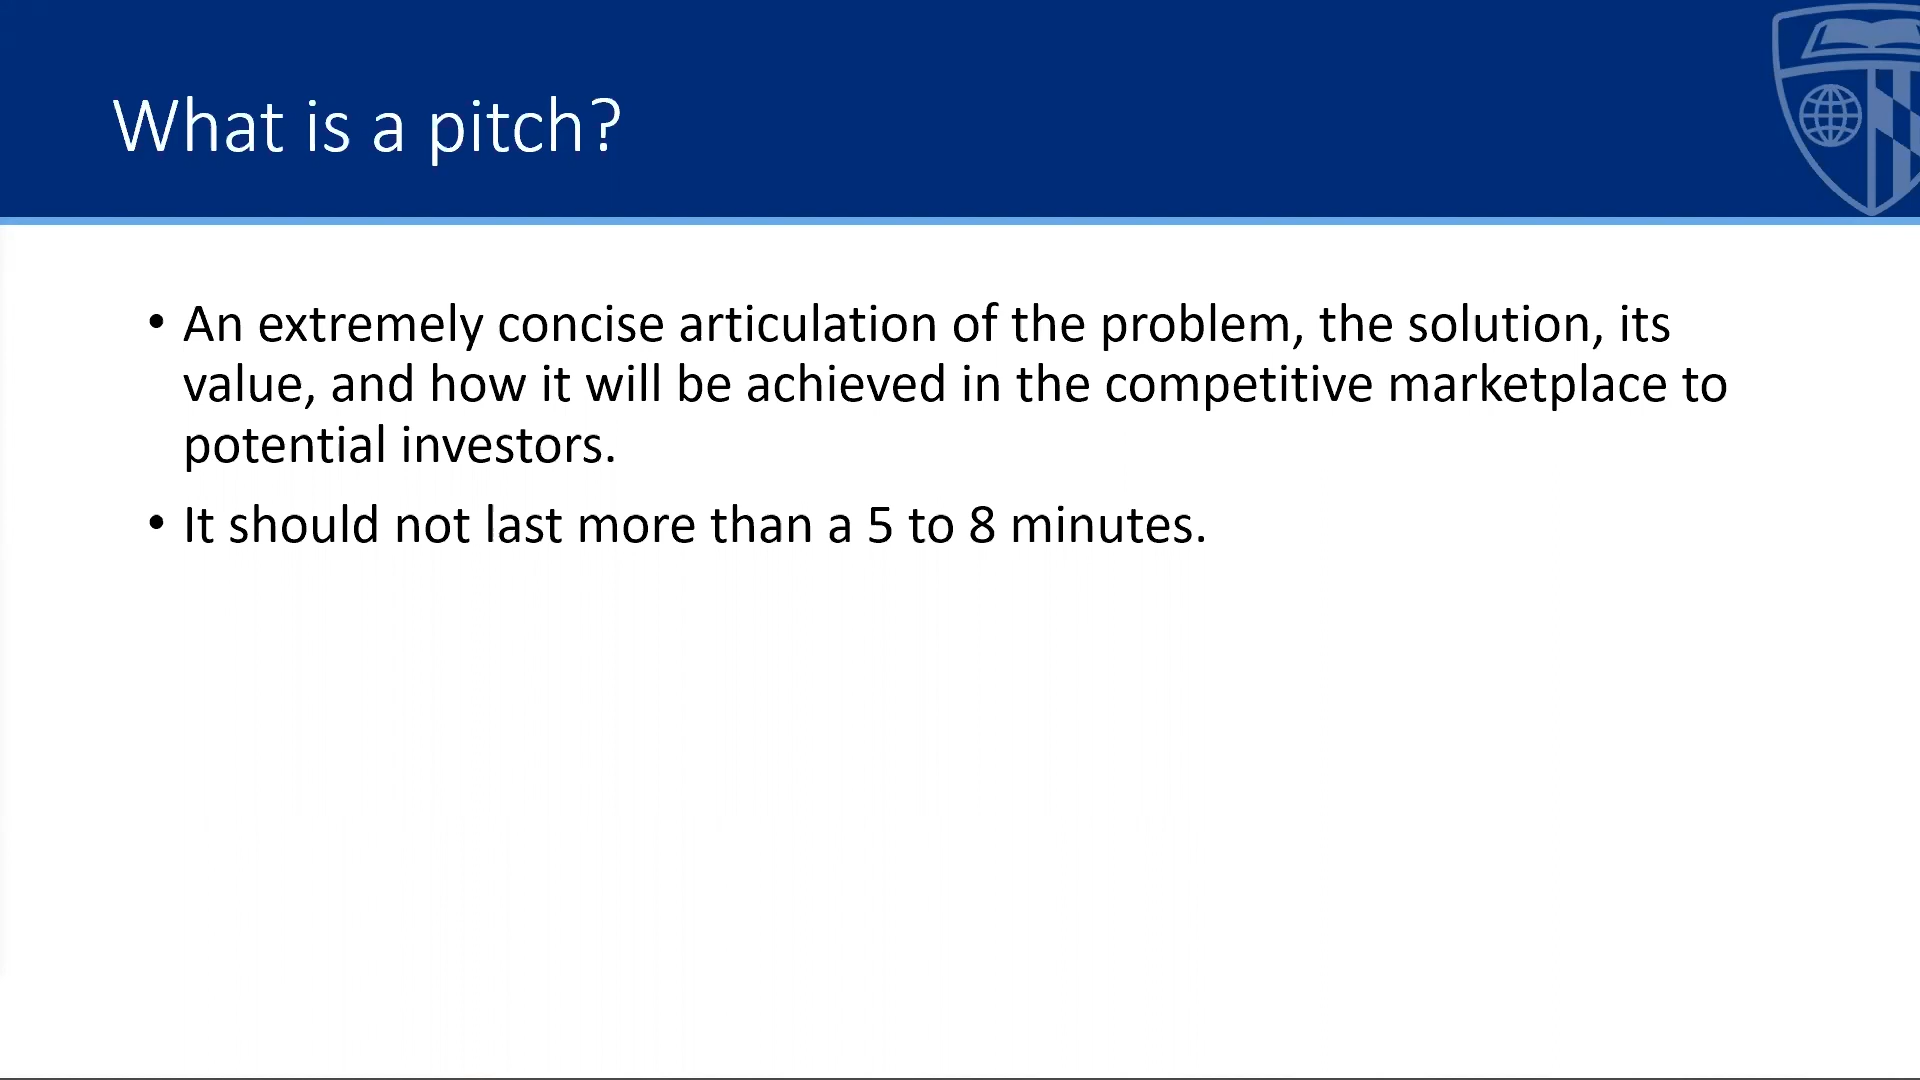 What is a pitch?
• An extremely concise articulation of the problem, the solution, its
value, and how it will be achieved in the competitive marketplace to
potential investors.
• It should not last more than a 5 to 8 minutes.